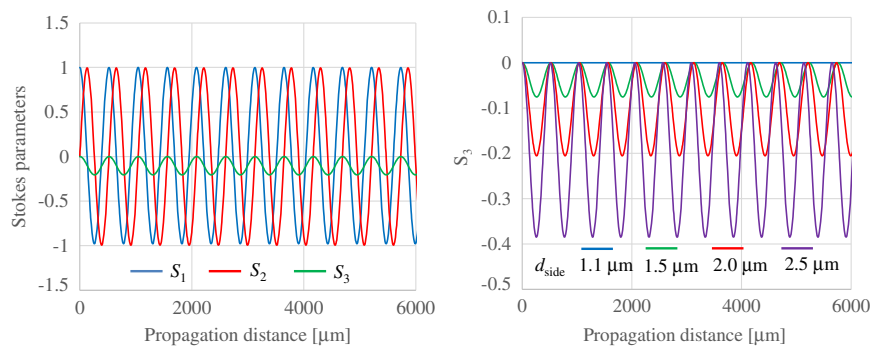 1.5
1
0.5
0
-0.5
-1
-1.5
Stokes parameters
S1 S2 S3
0 2000 4000 6000
Propagation distance [μm]
0
-0.1
-0.2
-0.3
-0.4
-0.5
S3
dside 1.1 μm 1.5 μm 2.0 μm 2.5 μm
0 2000 4000 6000
Propagation distance [μm]